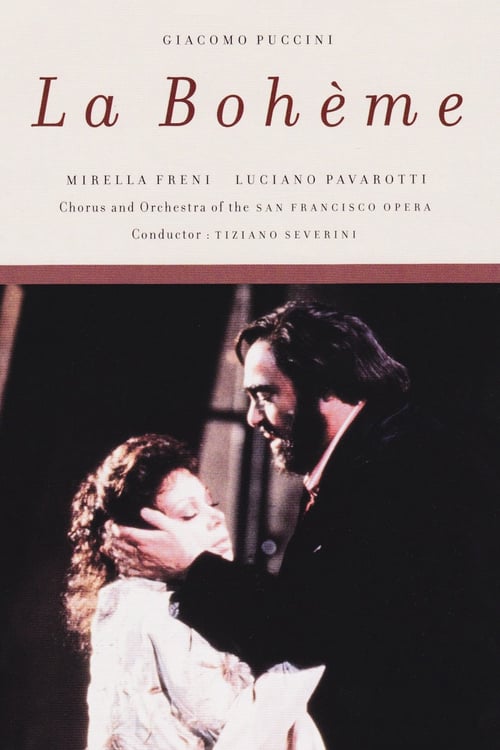 GIACOMO PUCCINI
La Bohème
MIRELLA FRENI LUCIANO PAVAROTTI
Chorus and Orchestra of the SAN FRANCISCO OPERA
Conductor : TIZIANO SEVERINI